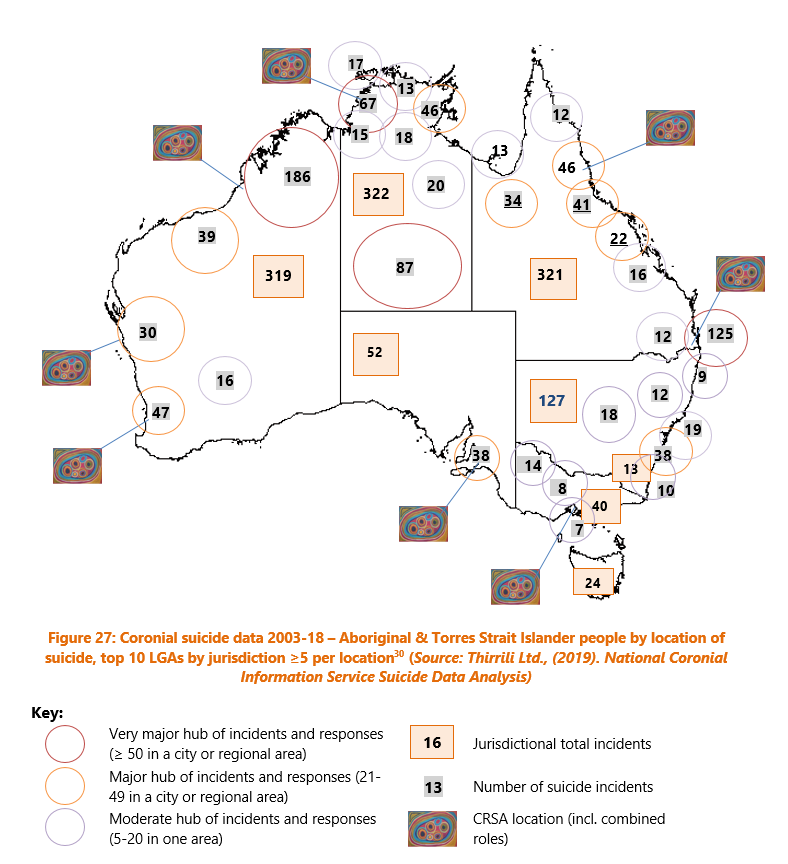 17
13
67
46
15
18
12
13
46
186
322
20
34
41
22
39
319
87
321
16
30
52
12
125
16
47
127
18
12
9
19
38
38
14
13
8
10
40
7
24
Figure 27: Coronial suicide data 2003-18 – Aboriginal & Torres Strait Islander people by location of
suicide, top 10 LGAs by jurisdiction ≥5 per location30 (Source: Thirrili Ltd., (2019). National Coronial
Information Service Suicide Data Analysis)
Key:
Very major hub of incidents and responses
(≥ 50 in a city or regional area)
Major hub of incidents and responses (21-
49 in a city or regional area)
Moderate hub of incidents and responses
(5-20 in one area)
16 Jurisdictional total incidents
13 Number of suicide incidents
CRSA location (incl. combined
roles)